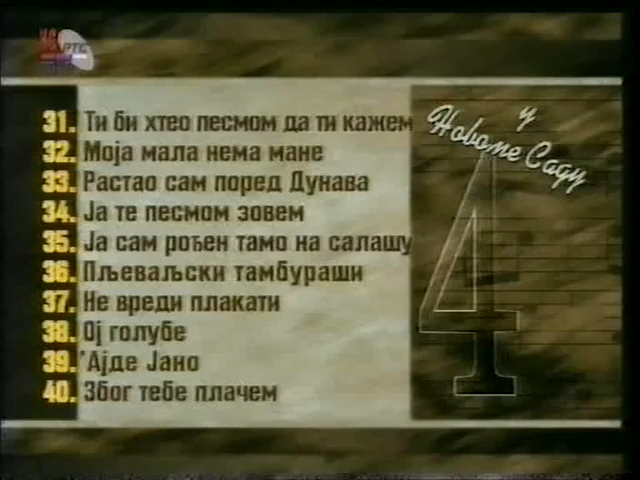 РТС
31. Ти би хтео песмом да ти кажем
32. Моја мала нема мане
33. Растао сам поред Дунава
34. Ја те песмом зовем
35. Ја сам рођен тамо на салашу
36. Пљеваљски тамбураши
37. Не вреди плакати
38. Ој голубе
39. 'Ајде Јано
40. Због тебе плачем
у
Новоме Саду
4